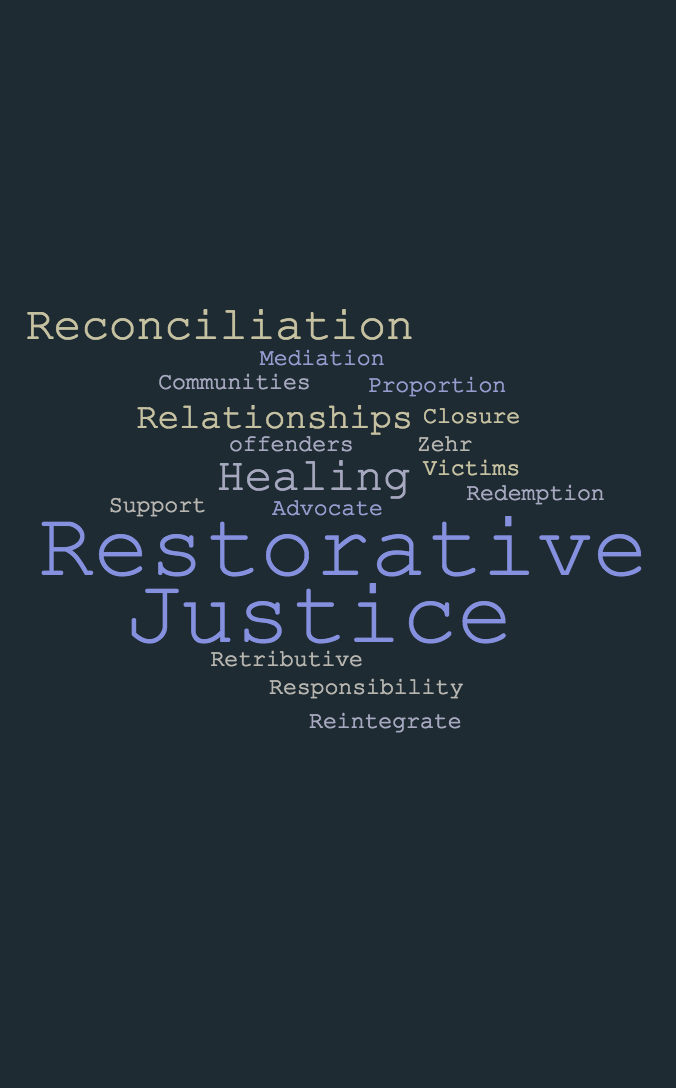 Reconciliation
Mediation
Communities
Proportion
Relationships
Closure
offenders
Zehr
Healing
Victims
Redemption
Support
Advocate
Restorative
Justice
Retributive
Responsibility
Reintegrate